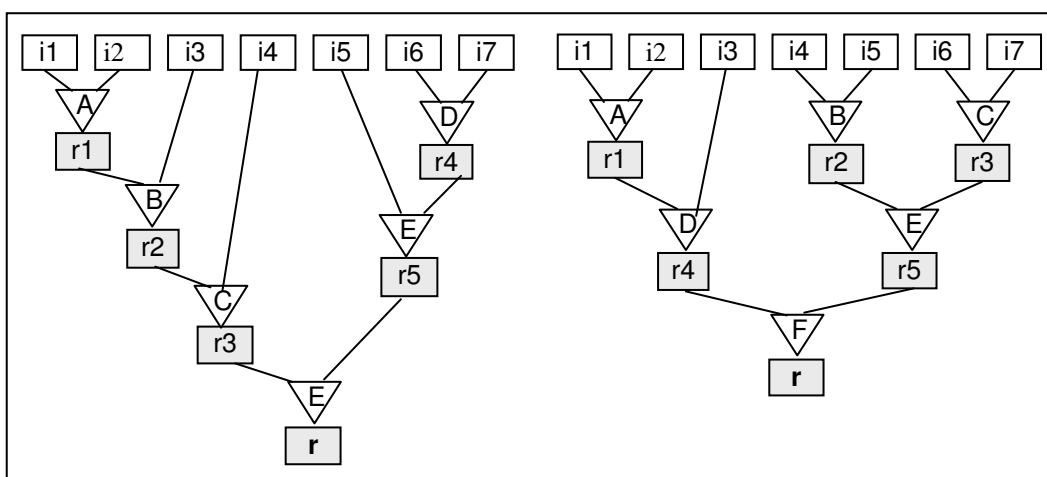 i1 i2 i3 i4 i5 i6 i7 i1 i2 i3 i4 i5 i6 i7
A D A B C
r1 r4 r1 r2 r3
B E D E
r2 r5 r4 r5
C F
r3 r
E
r